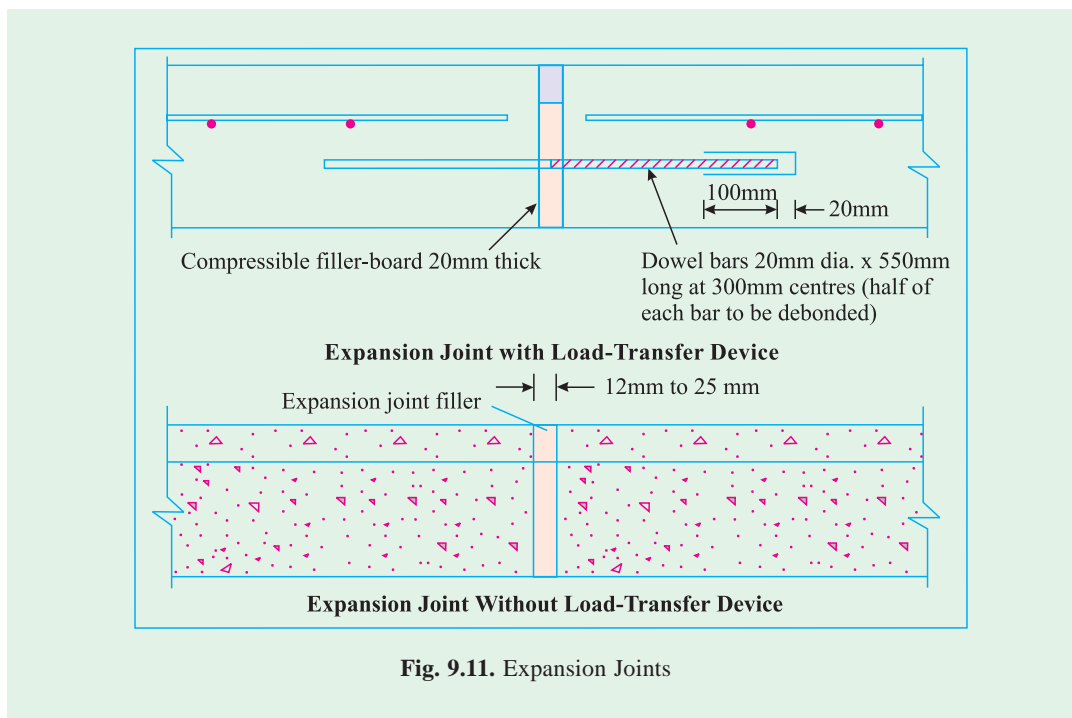 100mm
20mm
Compressible filler-board 20mm thick
Dowel bars 20mm dia. x 550mm
long at 300mm centres (half of
each bar to be debonded)
Expansion Joint with Load-Transfer Device
12mm to 25 mm
Expansion joint filler
Expansion Joint Without Load-Transfer Device
Fig. 9.11. Expansion Joints